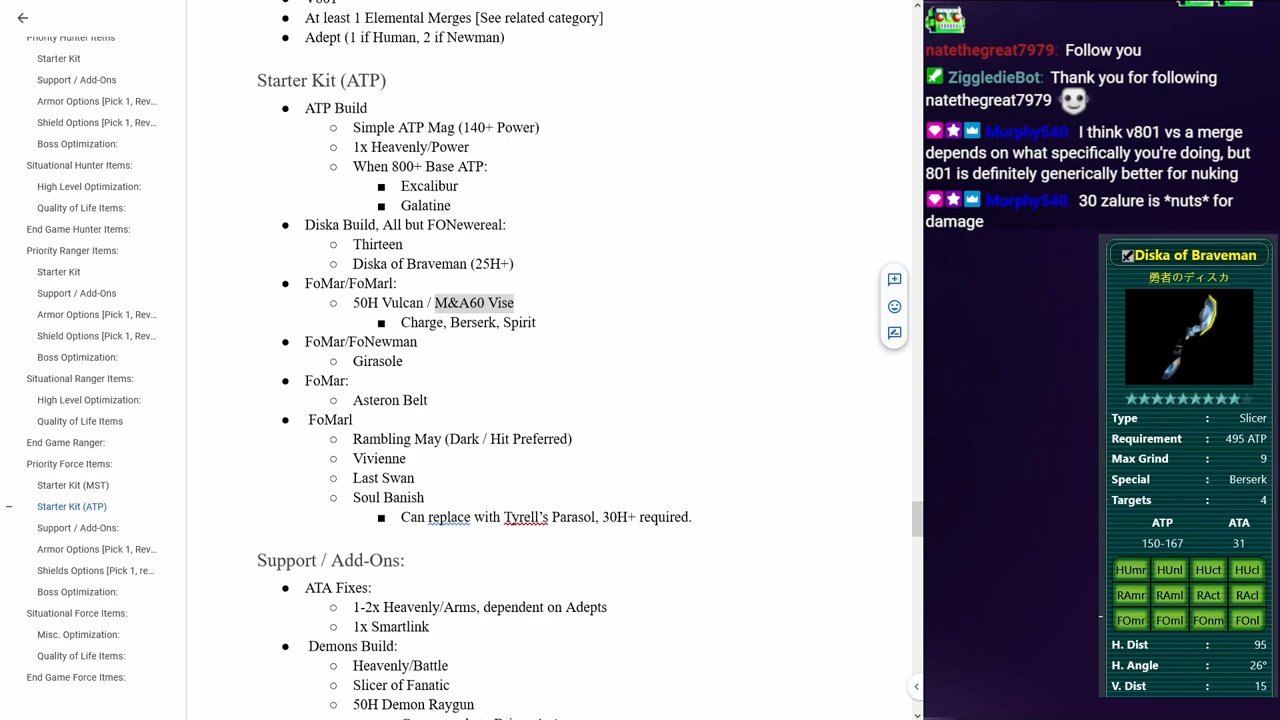 Priority Hunter Items
Starter Kit
Support / Add-Ons
Armor Options [Pick 1, Rev…
Shield Options [Pick 1, Rev…
Boss Optimization:
Situational Hunter Items:
High Level Optimization:
Quality of Life Items:
End Game Hunter Items:
Priority Ranger Items:
Starter Kit
Support / Add-Ons:
Armor Options [Pick 1, Rev…
Shield Options [Pick 1, Rev…
Boss Optimization:
Situational Ranger Items:
High Level Optimization:
Quality of Life Items
End Game Ranger:
Priority Force Items:
Starter Kit (MST)
Starter Kit (ATP)
Support / Add-Ons:
Armor Options [Pick 1, Rev…
Shields Options [Pick 1, re…
Boss Optimization:
Situational Force Items:
Misc. Optimization:
Quality of Life Items:
End Game Force Itmes:
V801
● At least 1 Elemental Merges [See related category]
● Adept (1 if Human, 2 if Newman)
Starter Kit (ATP)
● ATP Build
○ Simple ATP Mag (140+ Power)
○ 1x Heavenly/Power
○ When 800+ Base ATP:
■ Excalibur
■ Galatine
● Diska Build, All but FONewereal:
○ Thirteen
○ Diska of Braveman (25H+)
● FoMar/FoMarl:
○ 50H Vulcan / M&A60 Vise
■ Charge, Berserk, Spirit
● FoMar/FoNewman
○ Girasole
● FoMar:
○ Asteron Belt
● FoMarl
○ Rambling May (Dark / Hit Preferred)
○ Vivienne
○ Last Swan
○ Soul Banish
■ Can replace with Tyrell’s Parasol, 30H+ required.
Support / Add-Ons:
● ATA Fixes:
○ 1-2x Heavenly/Arms, dependent on Adepts
○ 1x Smartlink
● Demons Build:
○ Heavenly/Battle
○ Slicer of Fanatic
○ 50H Demon Raygun
natethegreat7979: Follow you
ZiggledieBot: Thank you for following
natethegreat7979
Murphy540: I think v801 vs a merge
depends on what specifically you're doing, but
801 is definitely generically better for nuking
Murphy540: 30 zalure is *nuts* for
damage
Diska of Braveman
勇者のディスカ
★★★★★★★★★★★
Type : Slicer
Requirement : 495 ATP
Max Grind : 9
Special : Berserk
Targets : 4
ATP ATA
150-167 31
HUmr HUnl HUct HUcl
RAmr RAml RAct RAcl
FOmr FOml FOnm FOnl
H. Dist : 95
H. Angle : 26°
V. Dist : 15